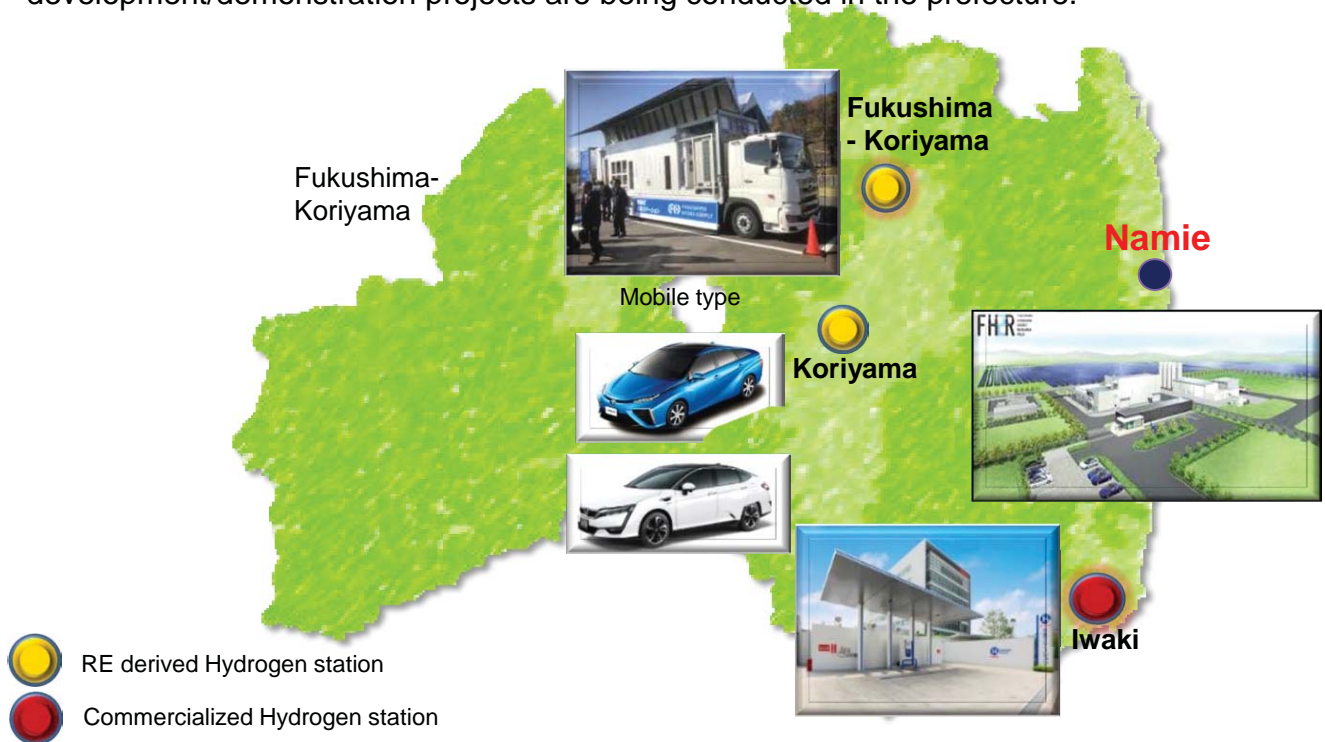 development/demonstration projects are being conducted in the prefecture.
Fukushima
- Koriyama
Fukushima-
Koriyama
Namie
Mobile type
FH2R
Koriyama
Iwaki
RE derived Hydrogen station
Commercialized Hydrogen station